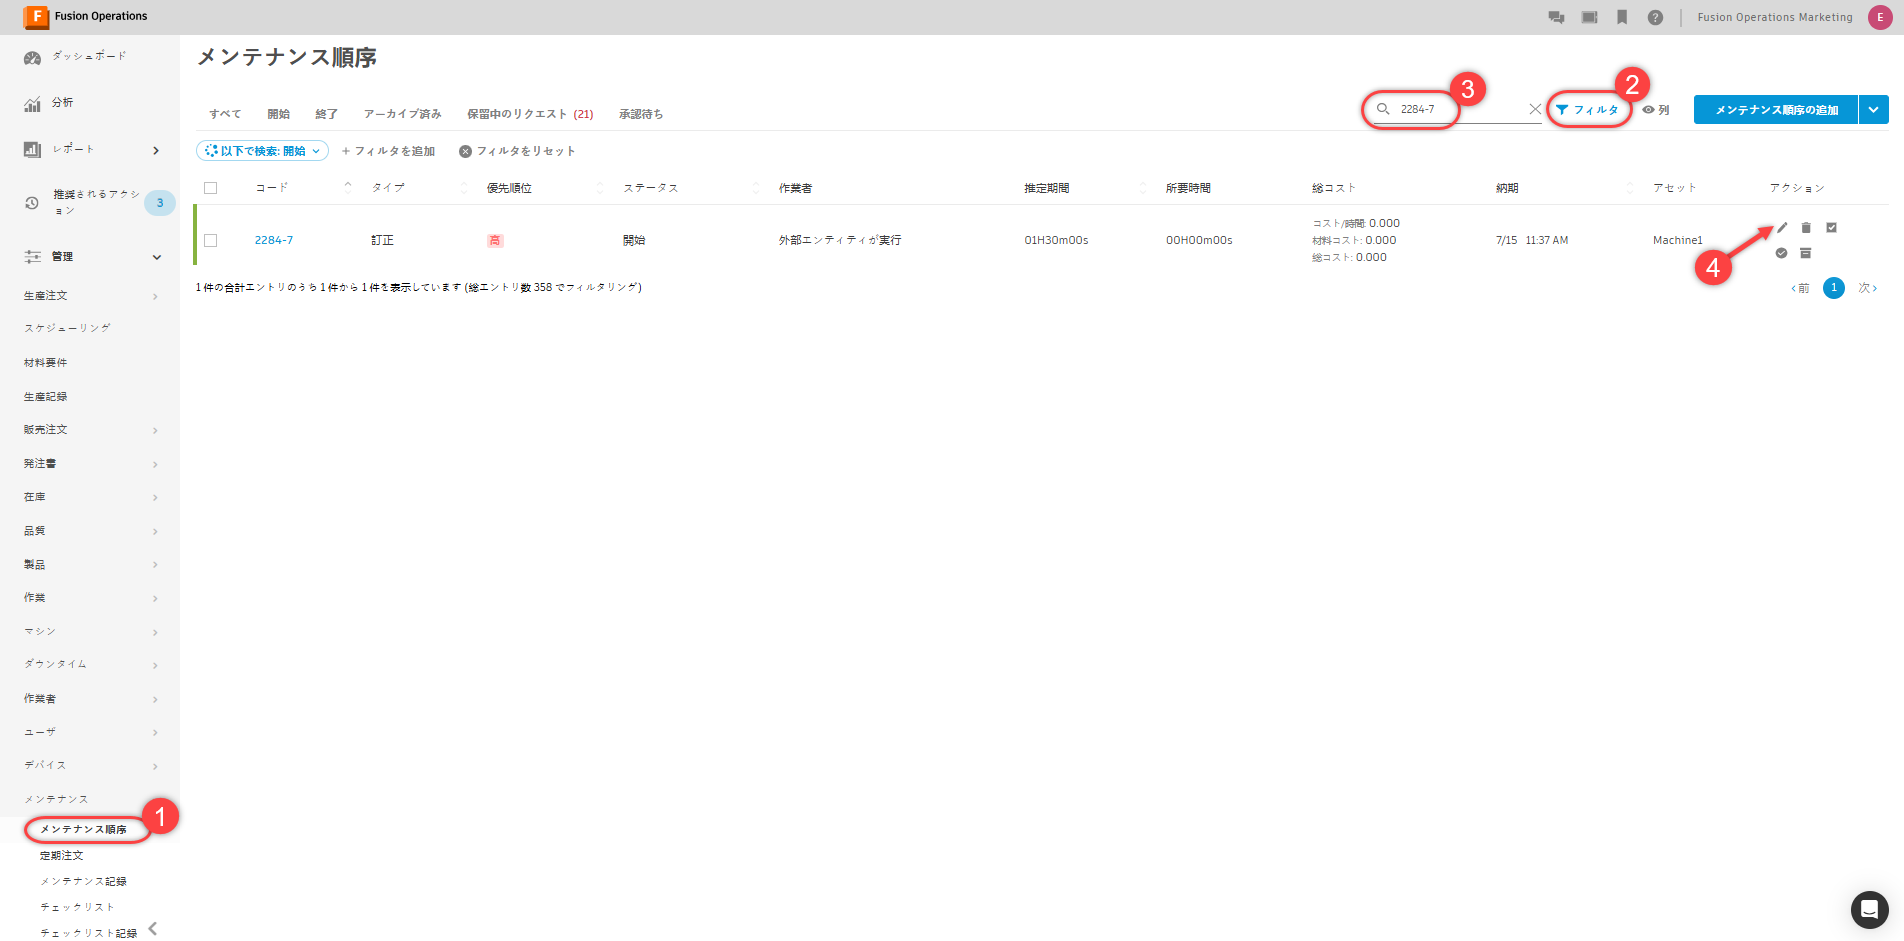 F Fusion Operations
Fusion Operations Marketing E
ダッシュボード
分析
レポート
推奨されるアクション
3
管理
生産注文
スケジューリング
材料要件
生産記録
販売注文
発注書
在庫
品質
製品
作業
マシン
ダウンタイム
作業者
ユーザ
デバイス
メンテナンス
メンテナンス順序
1
定期注文
メンテナンス記録
チェックリスト
チェックリスト記録
メンテナンス順序
すべて 開始 終了 アーカイブ済み 保留中のリクエスト (21) 承認待ち
2284-7 3 フィルタ 2 列 メンテナンス順序の追加
以下で検索: 開始 + フィルタを追加 フィルタをリセット
コード タイプ 優先順位 ステータス 作業者 推定期間 所要時間 総コスト 納期 アセット アクション
2284-7 訂正 高 開始 外部エンティティが実行 01H30m00s 00H00m00s
コスト/時間: 0.000
材料コスト: 0.000
総コスト: 0.000
7/15 11:37 AM Machine1
4
1 件の合計エントリのうち 1 件から 1 件を表示しています (総エントリ数 358 でフィルタリング)
‹ 前 1 次 ›